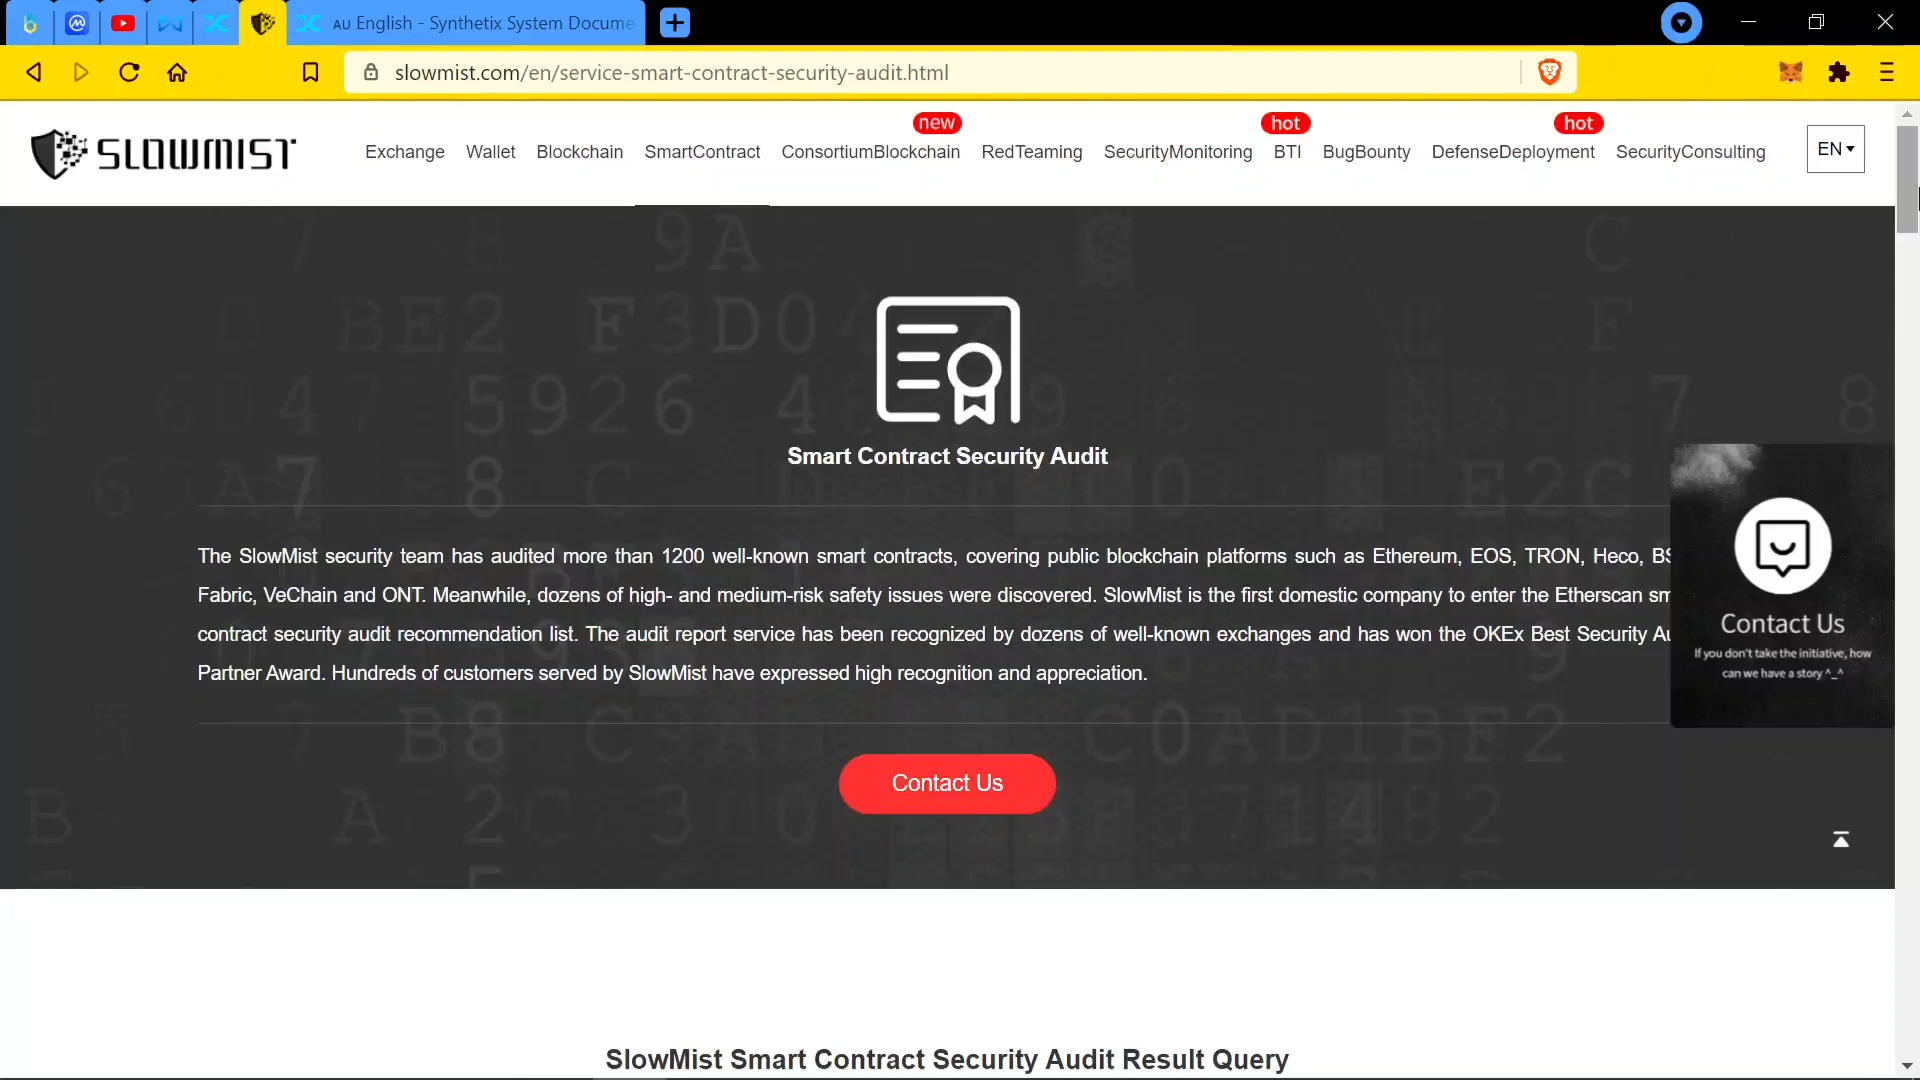 AU English - Synthetix System Docume
slowmist.com/en/service-smart-contract-security-audit.html
new
hot
hot
SLOWMIST
Exchange
Wallet
Blockchain
SmartContract
ConsortiumBlockchain
RedTeaming
SecurityMonitoring
BTI
BugBounty
DefenseDeployment
SecurityConsulting
EN
Smart Contract Security Audit
The SlowMist security team has audited more than 1200 well-known smart contracts, covering public blockchain platforms such as Ethereum, EOS, TRON, Heco, BS
Fabric, VeChain and ONT. Meanwhile, dozens of high- and medium-risk safety issues were discovered. SlowMist is the first domestic company to enter the Etherscan sm
contract security audit recommendation list. The audit report service has been recognized by dozens of well-known exchanges and has won the OKEx Best Security Au
Partner Award. Hundreds of customers served by SlowMist have expressed high recognition and appreciation.
Contact Us
If you don't take the initiative, how
can we have a story ^_^
Contact Us
SlowMist Smart Contract Security Audit Result Query